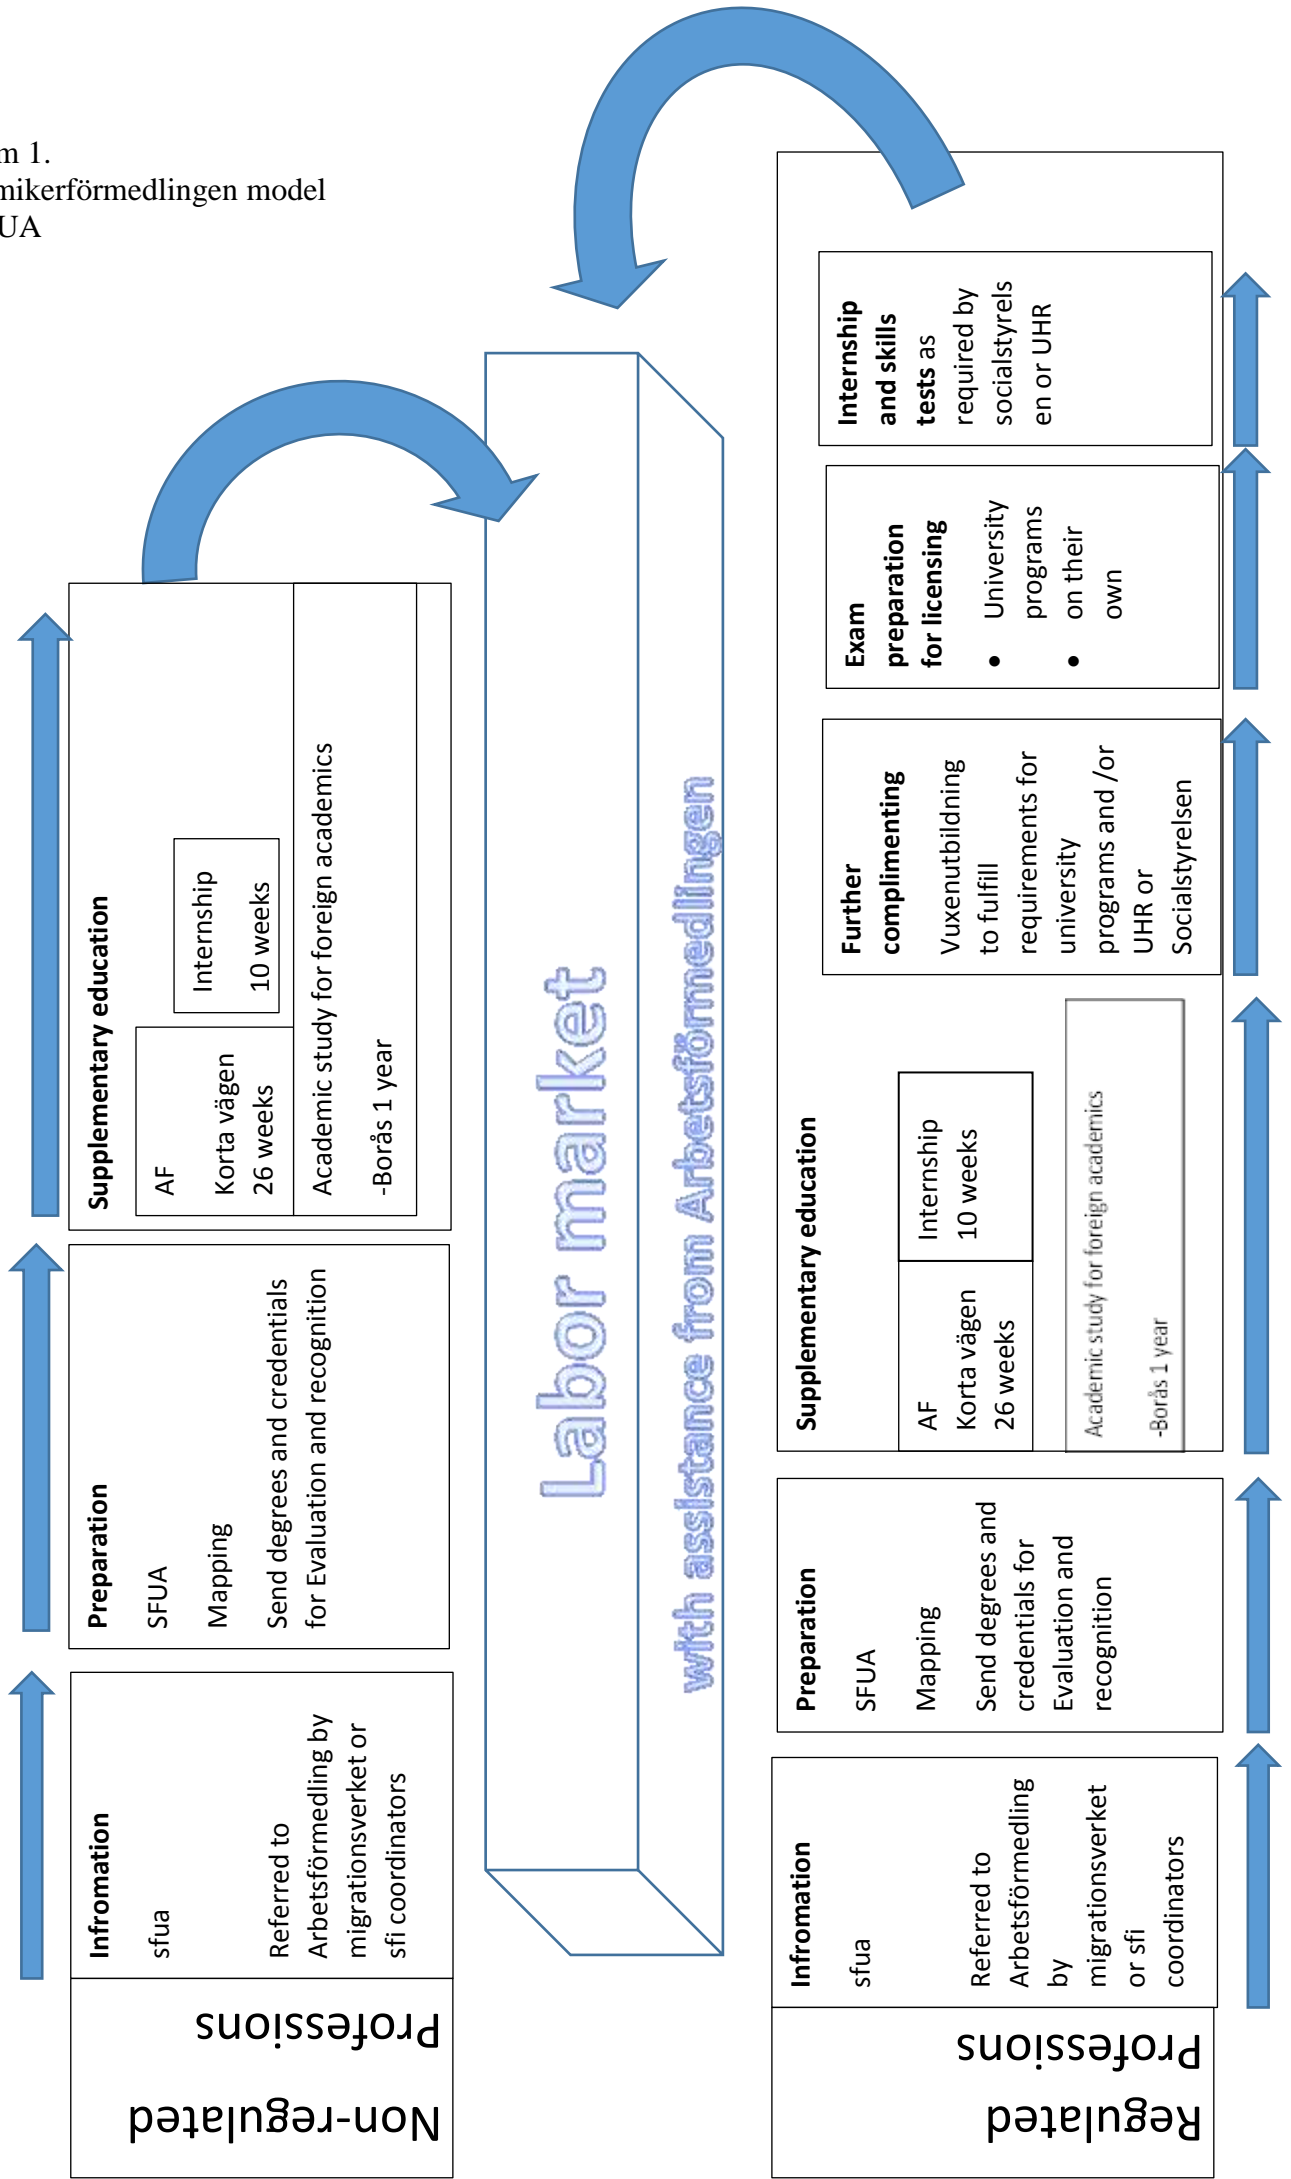 m 1.
mikerförmedlingen model
UA
Non-regulated
Professions
Infromation
sfua
Referred to
Arbetsförmedling by
migrationsverket or
sfi coordinators
Preparation
SFUA
Mapping
Send degrees and credentials
for Evaluation and recognition
Supplementary education
AF
Korta vägen
26 weeks
Internship
10 weeks
Academic study for foreign academics
-Borås 1 year
Labor market
with assistance from Arbetsförmedlingen
Regulated
Professions
Infromation
sfua
Referred to
Arbetsförmedling
by
migrationsverket
or sfi
coordinators
Preparation
SFUA
Mapping
Send degrees and
credentials for
Evaluation and
recognition
Supplementary education
AF
Korta vägen
26 weeks
Internship
10 weeks
Academic study for foreign academics
-Borås 1 year
Further
complimenting
Vuxenutbildning
to fulfill
requirements for
university
programs and /or
UHR or
Socialstyrelsen
Exam
preparation
for licensing
• University
programs
• on their
own
Internship
and skills
tests as
required by
socialstyrels
en or UHR